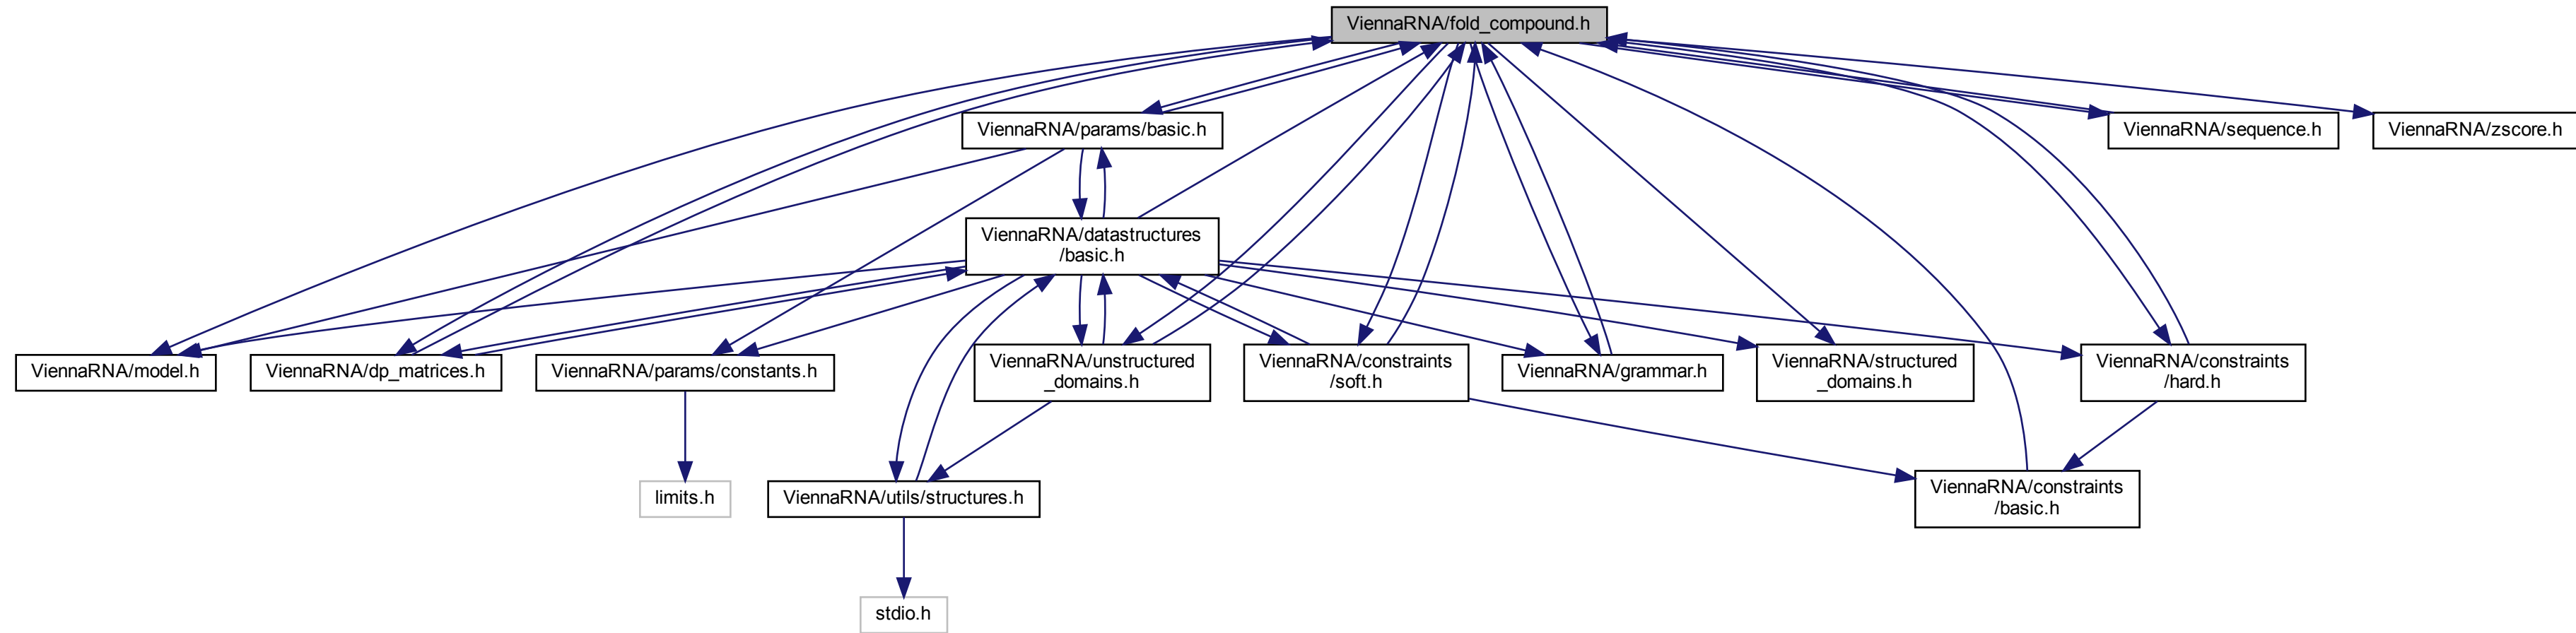 ViennaRNA/fold_compound.h
ViennaRNA/params/basic.h
ViennaRNA/sequence.h
ViennaRNA/zscore.h
ViennaRNA/datastructures
/basic.h
ViennaRNA/model.h
ViennaRNA/dp_matrices.h
ViennaRNA/params/constants.h
ViennaRNA/unstructured
_domains.h
ViennaRNA/constraints
/soft.h
ViennaRNA/grammar.h
ViennaRNA/structured
_domains.h
ViennaRNA/constraints
/hard.h
limits.h
ViennaRNA/utils/structures.h
ViennaRNA/constraints
/basic.h
stdio.h